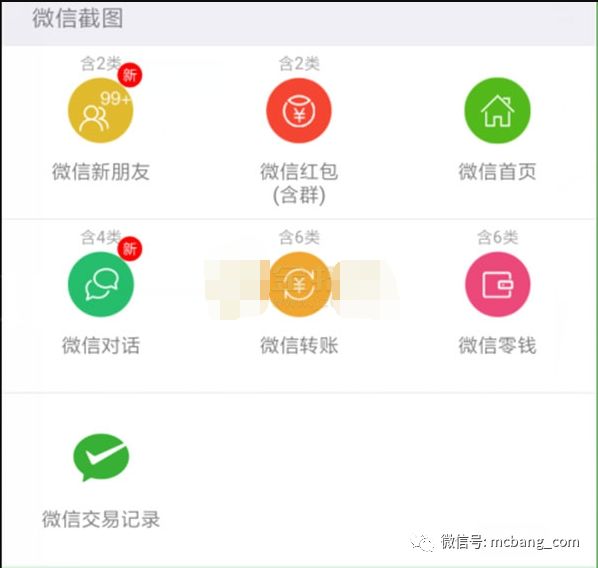 微信截图
含2类
新
99+
微信新朋友
含2类
¥
微信红包
(含群)
微信首页
含4类
新
微信对话
含6类
¥
微信转账
含6类
微信零钱
微信交易记录
微信号: mcbang_com